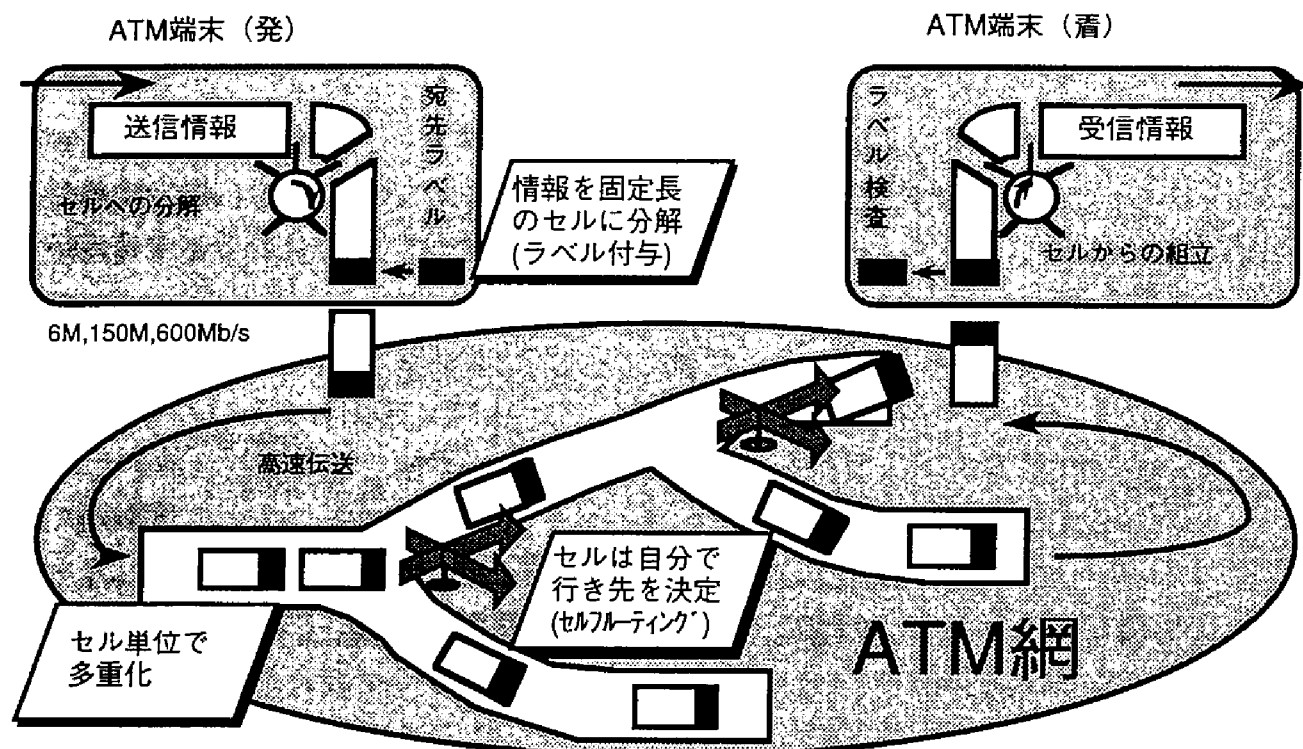 ATM端末（発）
ATM端末（着）
送信情報
宛先ラベル
セルへの分解
情報を固定長
のセルに分解
(ラベル付与)
ラベル検査
受信情報
セルからの組立
6M,150M,600Mb/s
高速伝送
セルは自分で
行き先を決定
(ｾﾙﾌﾙｰﾃｨﾝｸﾞ)
セル単位で
多重化
ATM網